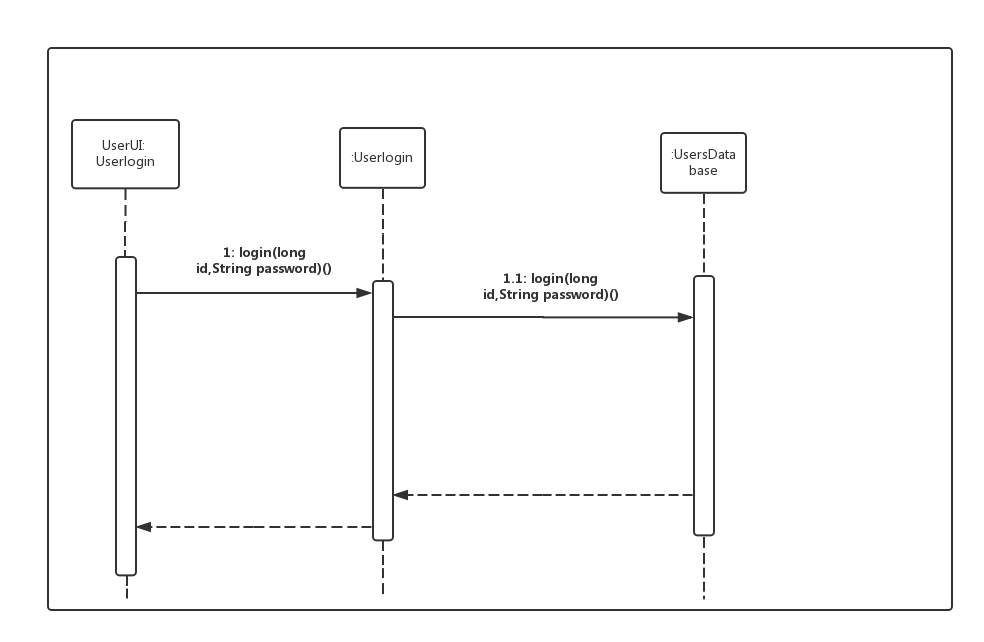 UserUI:
Userlogin
:Userlogin
:UsersData
base
1: login(long
id,String password)()
1.1: login(long
id,String password)()